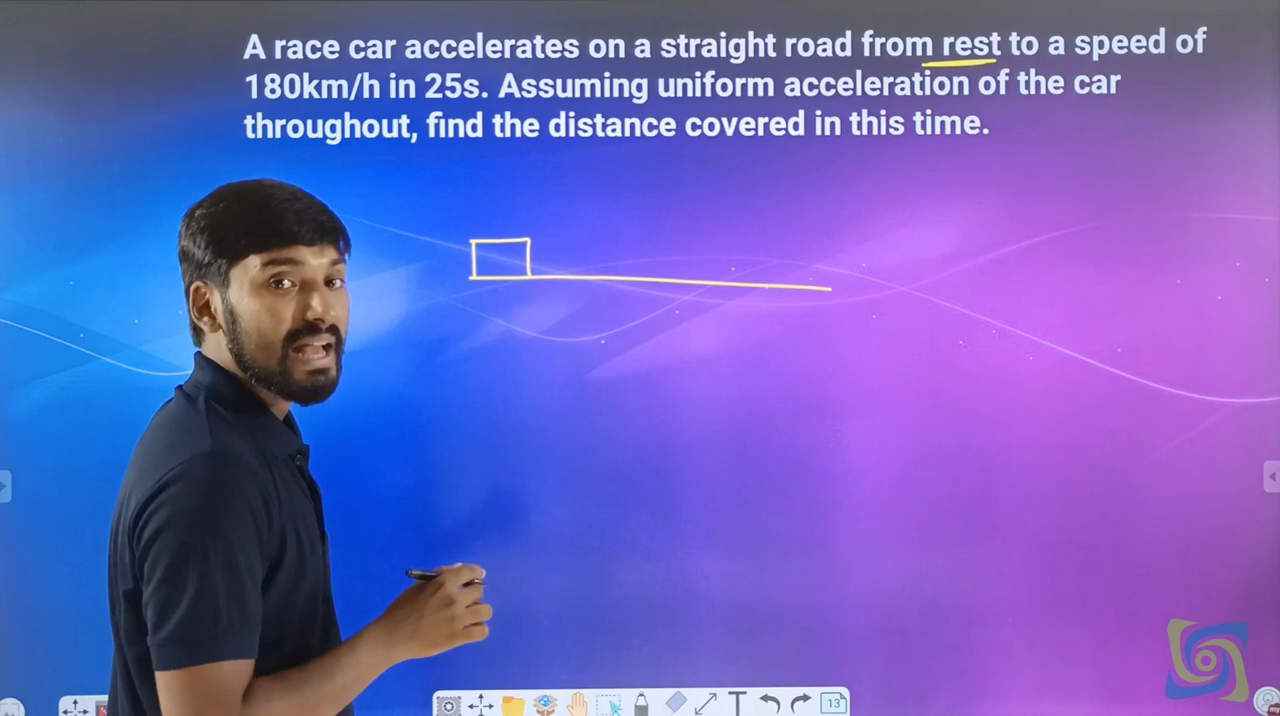 A race car accelerates on a straight road from rest to a speed of
180km/h in 25s. Assuming uniform acceleration of the car
throughout, find the distance covered in this time.
T
13
my